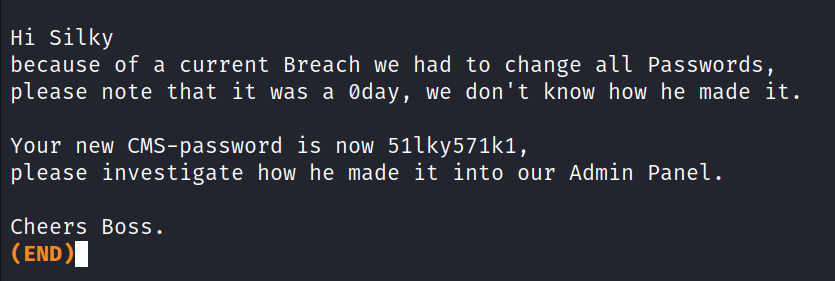 Hi Silky
because of a current Breach we had to change all Passwords,
please note that it was a 0day, we don't know how he made it.
Your new CMS-password is now 51lky571k1,
please investigate how he made it into our Admin Panel.
Cheers Boss.
(END)